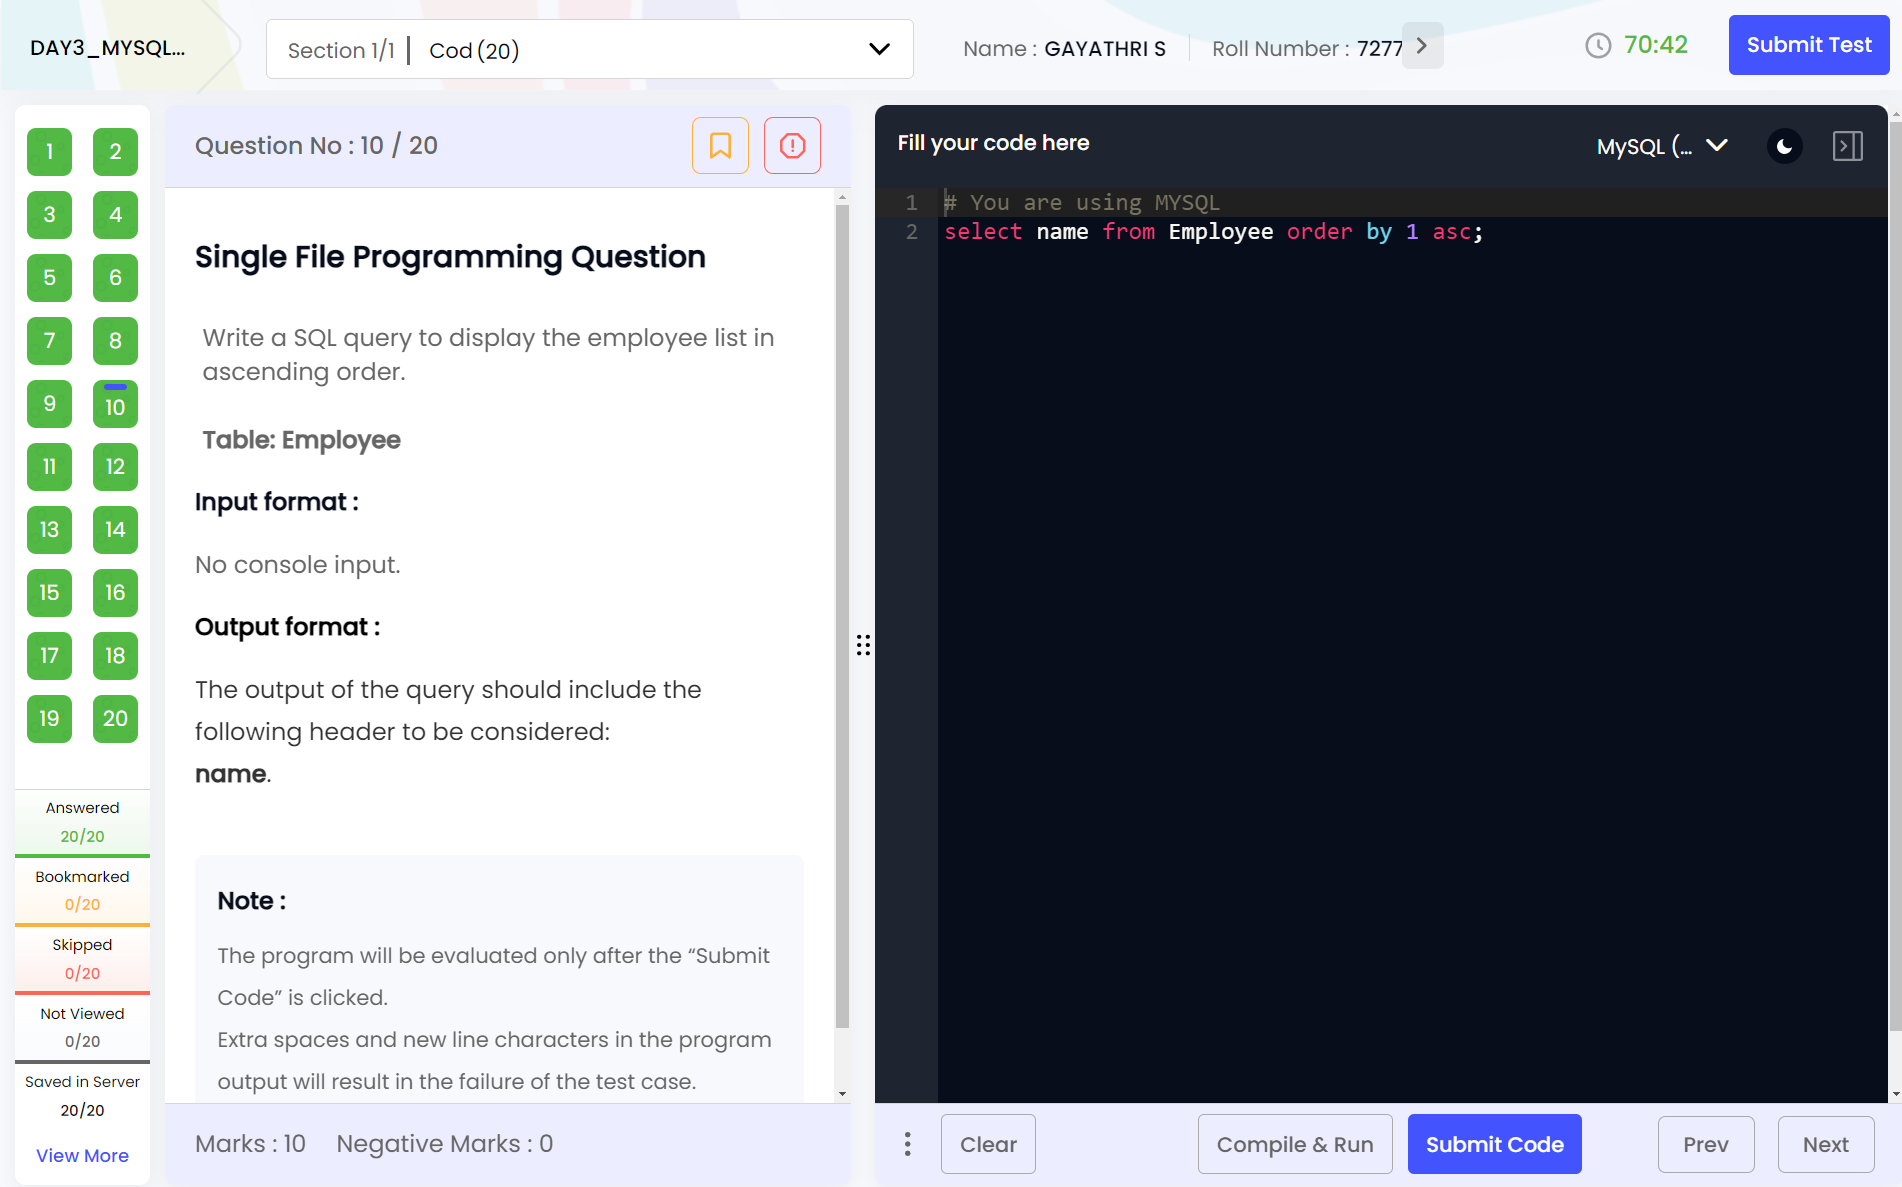 DAY3_MYSQL...
Section 1/1 | Cod (20)
Name : GAYATHRI S
Roll Number : 7277
70:42
Submit Test
1 2
3 4
5 6
7 8
9 10
11 12
13 14
15 16
17 18
19 20
Answered
20/20
Bookmarked
0/20
Skipped
0/20
Not Viewed
0/20
Saved in Server
20/20
View More
Question No : 10 / 20
Single File Programming Question
Write a SQL query to display the employee list in
ascending order.
Table: Employee
Input format :
No console input.
Output format :
The output of the query should include the
following header to be considered:
name.
Note :
The program will be evaluated only after the “Submit
Code” is clicked.
Extra spaces and new line characters in the program
output will result in the failure of the test case.
Marks : 10 Negative Marks : 0
Fill your code here
MySQL (...
1 # You are using MYSQL
2 select name from Employee order by 1 asc;
Clear
Compile & Run
Submit Code
Prev
Next